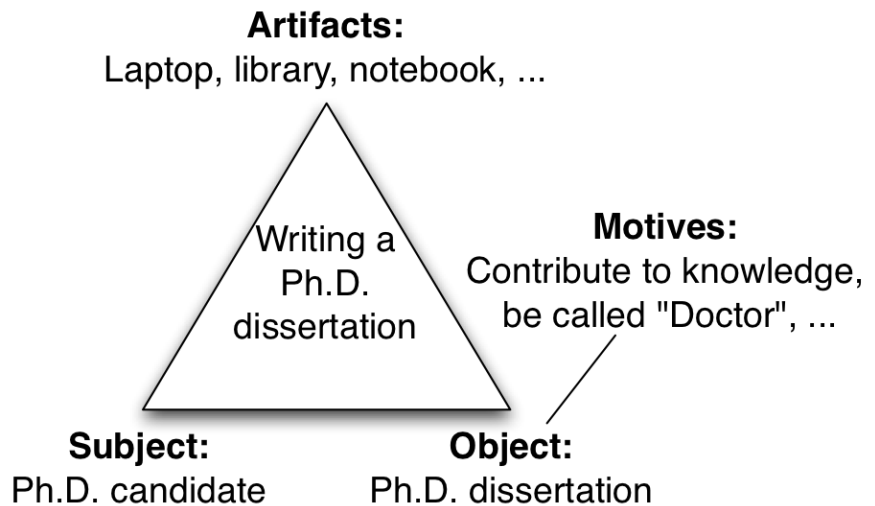 Artifacts:
Laptop, library, notebook, ...
Writing a
Ph.D.
dissertation
Motives:
Contribute to knowledge,
be called "Doctor", ...
Subject:
Ph.D. candidate
Object:
Ph.D. dissertation